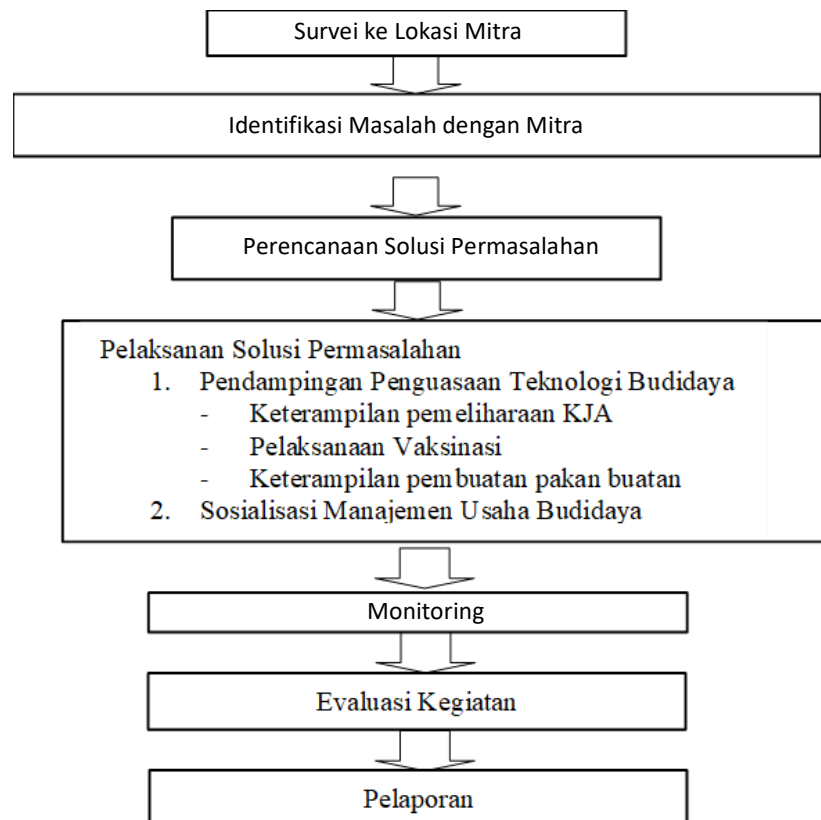 Survei ke Lokasi Mitra
Identifikasi Masalah dengan Mitra
Perencanaan Solusi Permasalahan
Pelaksanan Solusi Permasalahan
1. Pendampingan Penguasaan Teknologi Budidaya
- Keterampilan pemeliharaan KJA
- Pelaksanaan Vaksinasi
- Keterampilan pembuatan pakan buatan
2. Sosialisasi Manajemen Usaha Budidaya
Monitoring
Evaluasi Kegiatan
Pelaporan